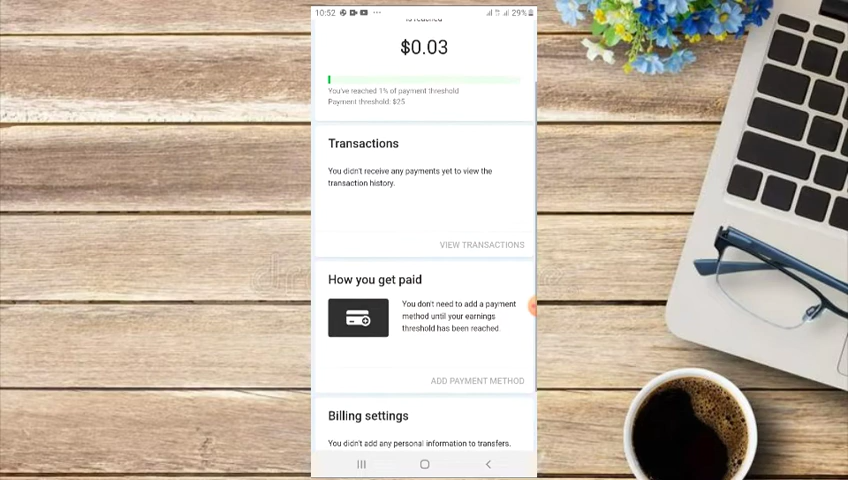 10:52
29%
is reached
$0.03
You've reached 1% of payment threshold
Payment threshold: $25
Transactions
You didn't receive any payments yet to view the
transaction history.
VIEW TRANSACTIONS
How you get paid
You don't need to add a payment
method until your earnings
threshold has been reached.
ADD PAYMENT METHOD
Billing settings
You didn't add any personal information to transfers.